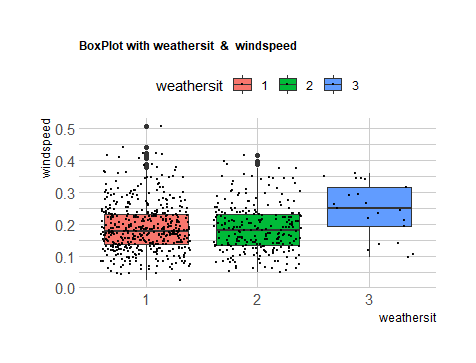 BoxPlot with weathersit & windspeed
weathersit 1 2 3
windspeed
0.5
0.4
0.3
0.2
0.1
0.0
1 2 3
weathersit